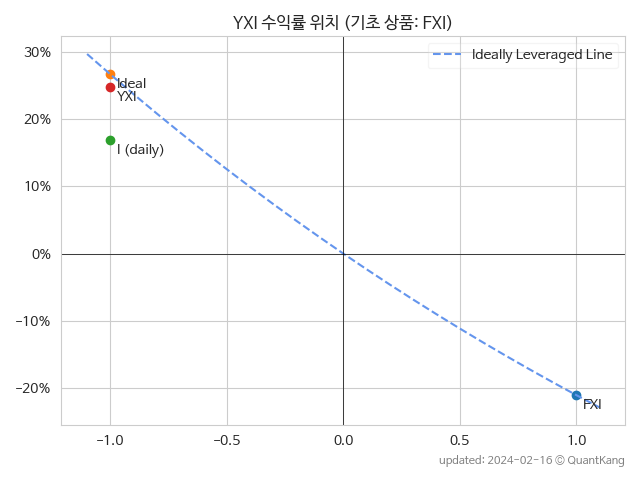 YXI 수익률 위치 (기초 상품: FXI)
30%
20%
10%
0%
−10%
−20%
Ideally Leveraged Line
Ideal
YXI
I (daily)
FXI
−1.0 −0.5 0.0 0.5 1.0
updated: 2024-02-16 © QuantKang